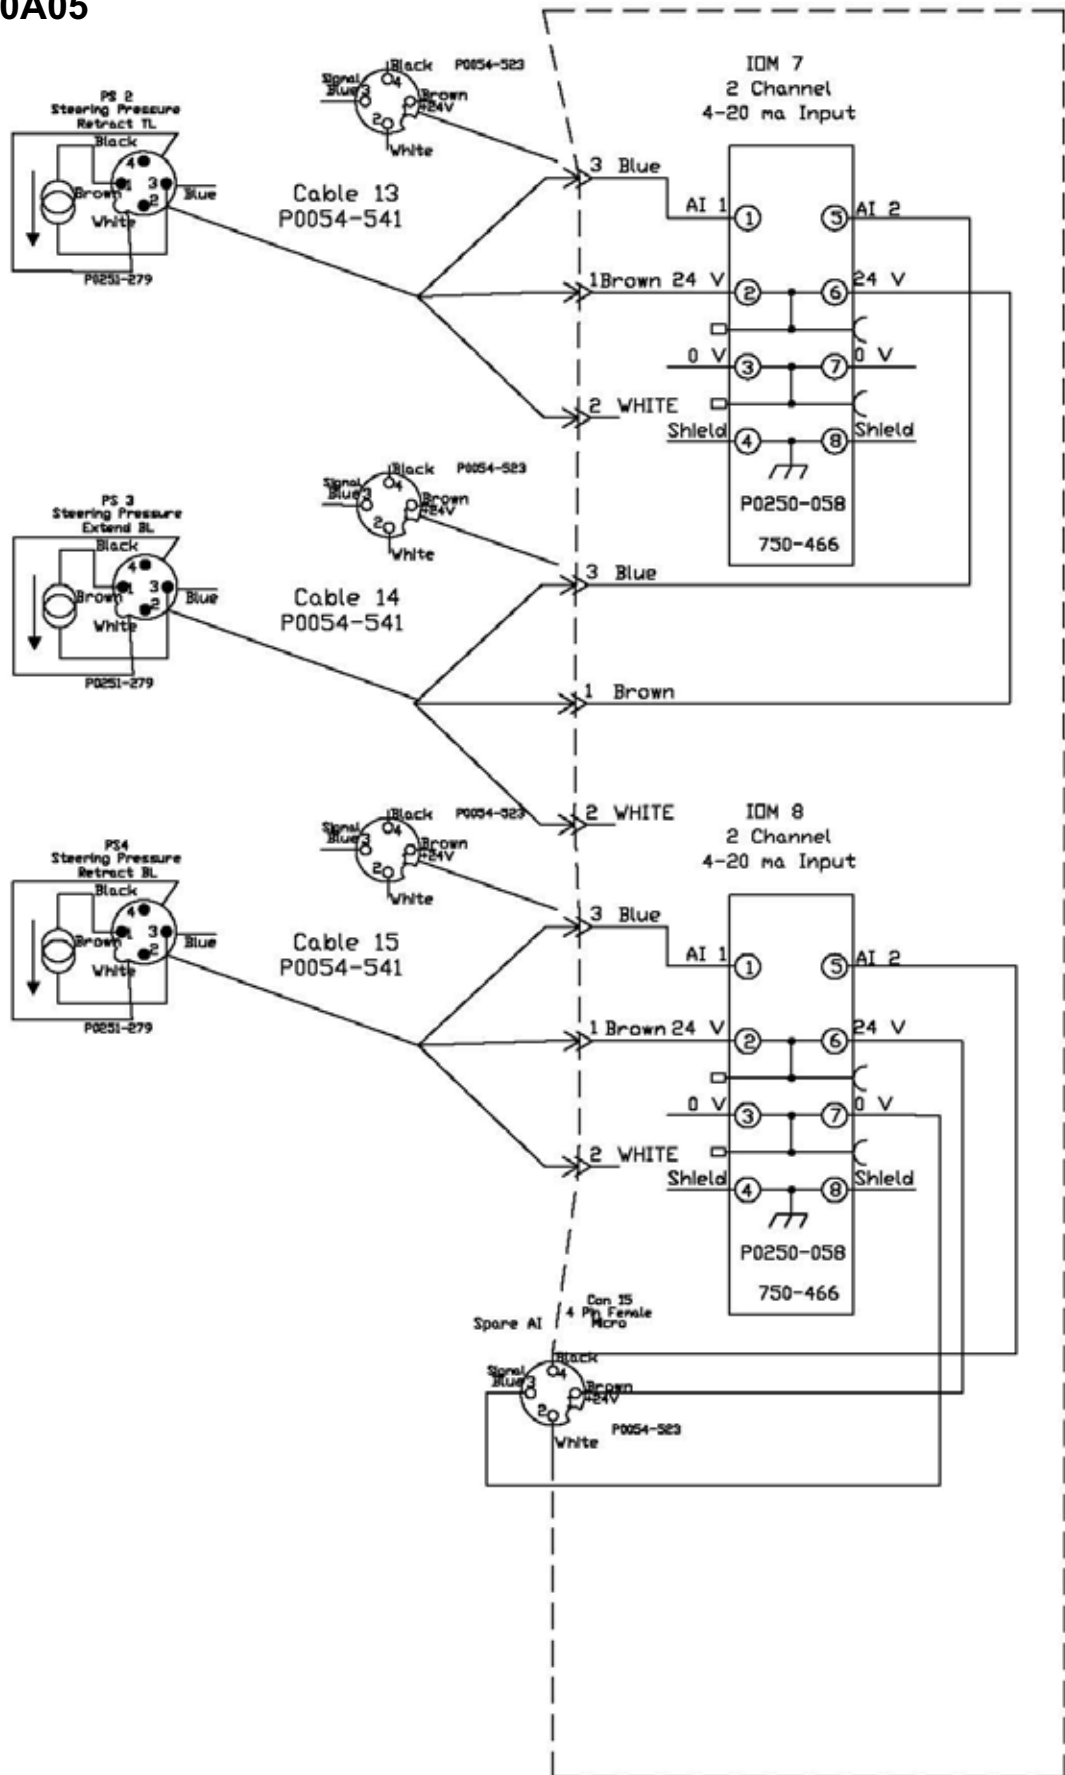 0A05
Black P0054-523
Signal
Blue 3 4 Brown
+24V
2
White
PS 2
Steering Pressure
Retract TL
Black
4
Brown 1 3 Blue
2
White
P0251-279
Cable 13
P0054-541
IOM 7
2 Channel
4-20 ma Input
3 Blue
AI 1 1 5 AI 2
1 Brown 24 V 2 6 24 V
0 V 3 7 0 V
2 WHITE
Shield 4 8 Shield
P0250-058
750-466
Black P0054-523
Signal
Blue 3 4 Brown
+24V
2
White
PS 3
Steering Pressure
Extend BL
Black
4
Brown 1 3 Blue
2
White
P0251-279
Cable 14
P0054-541
3 Blue
1 Brown
2 WHITE
Black P0054-523
Signal
Blue 3 4 Brown
+24V
2
White
PS4
Steering Pressure
Retract BL
Black
4
Brown 1 3 Blue
2
White
P0251-279
Cable 15
P0054-541
IOM 8
2 Channel
4-20 ma Input
3 Blue
AI 1 1 5 AI 2
1 Brown 24 V 2 6 24 V
0 V 3 7 0 V
2 WHITE
Shield 4 8 Shield
P0250-058
750-466
Con 15
4 Pin Female
Micro
Spare AI
Black
Signal
Blue 3 4 Brown
+24V
2
P0054-523
White